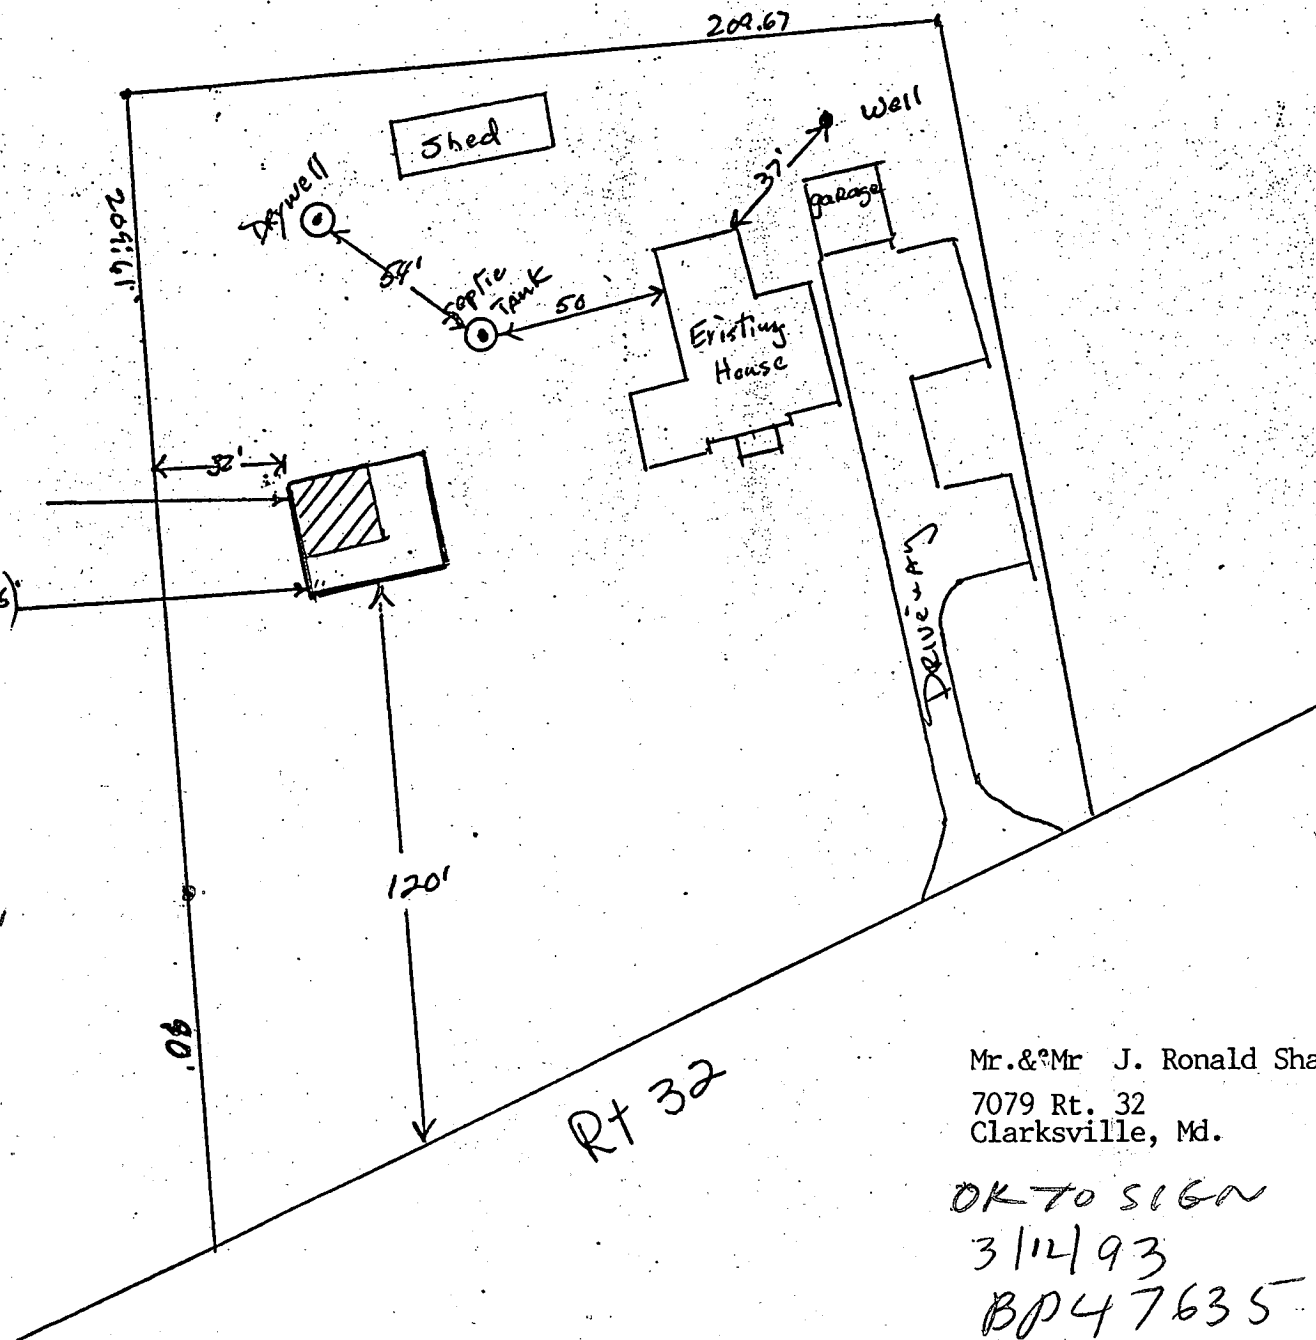 209.67
Well
Shed
37'
garage
Drywell
54'
Septic
Tank
50
Existing
House
32'
s)
Driveway
120'
90'
Rt 32
Mr.&Mr J. Ronald Sha
7079 Rt. 32
Clarksville, Md.
OK TO SIGN
3/12/93
BP47635